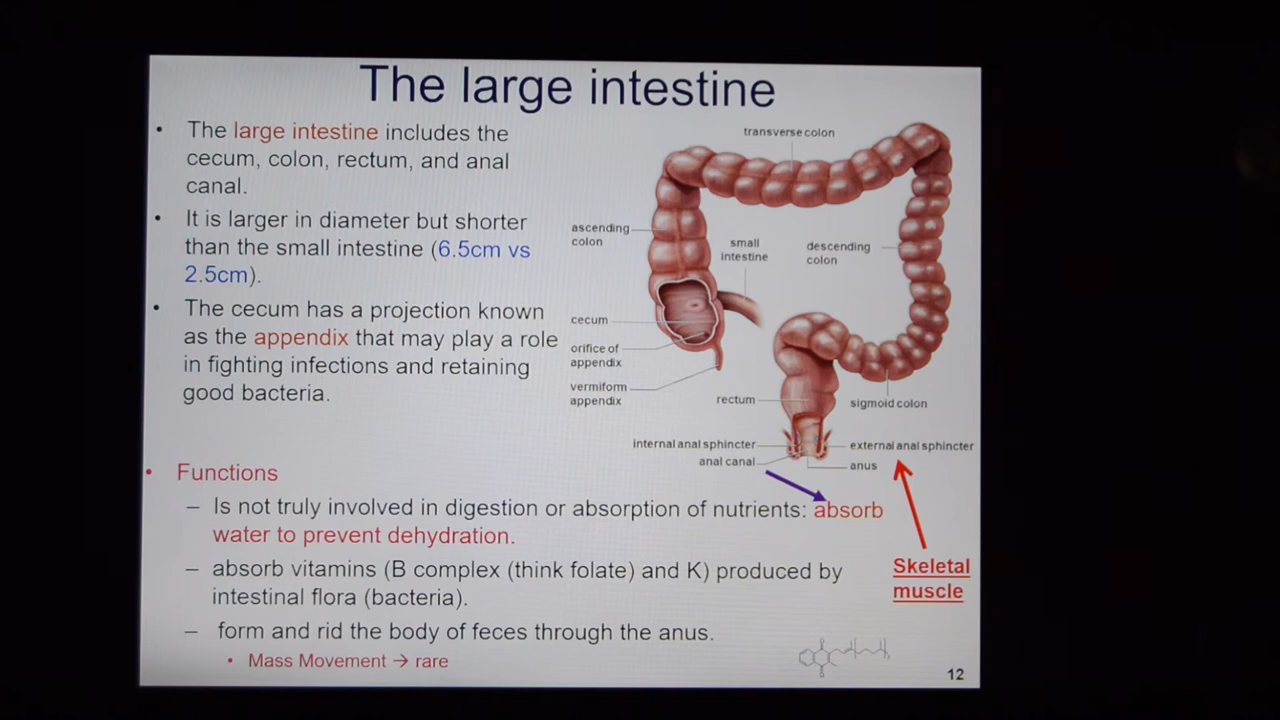 The large intestine
• The large intestine includes the
cecum, colon, rectum, and anal
canal.
• It is larger in diameter but shorter
than the small intestine (6.5cm vs
2.5cm).
• The cecum has a projection known
as the appendix that may play a role
in fighting infections and retaining
good bacteria.
transverse colon
ascending
colon
small
intestine
descending
colon
cecum
orifice of
appendix
vermiform
appendix
rectum
sigmoid colon
internal anal sphincter
external anal sphincter
anal canal
anus
• Functions
– Is not truly involved in digestion or absorption of nutrients: absorb
water to prevent dehydration.
– absorb vitamins (B complex (think folate) and K) produced by
intestinal flora (bacteria).
– form and rid the body of feces through the anus.
• Mass Movement → rare
Skeletal
muscle
12